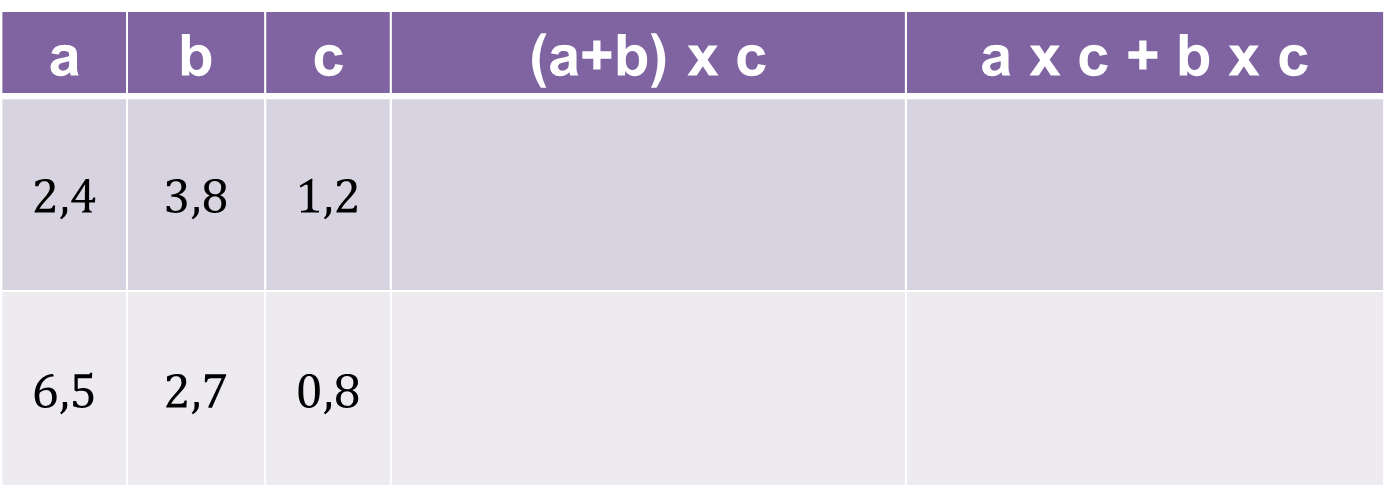 a b c (a+b) x c a x c + b x c
2,4 3,8 1,2
6,5 2,7 0,8